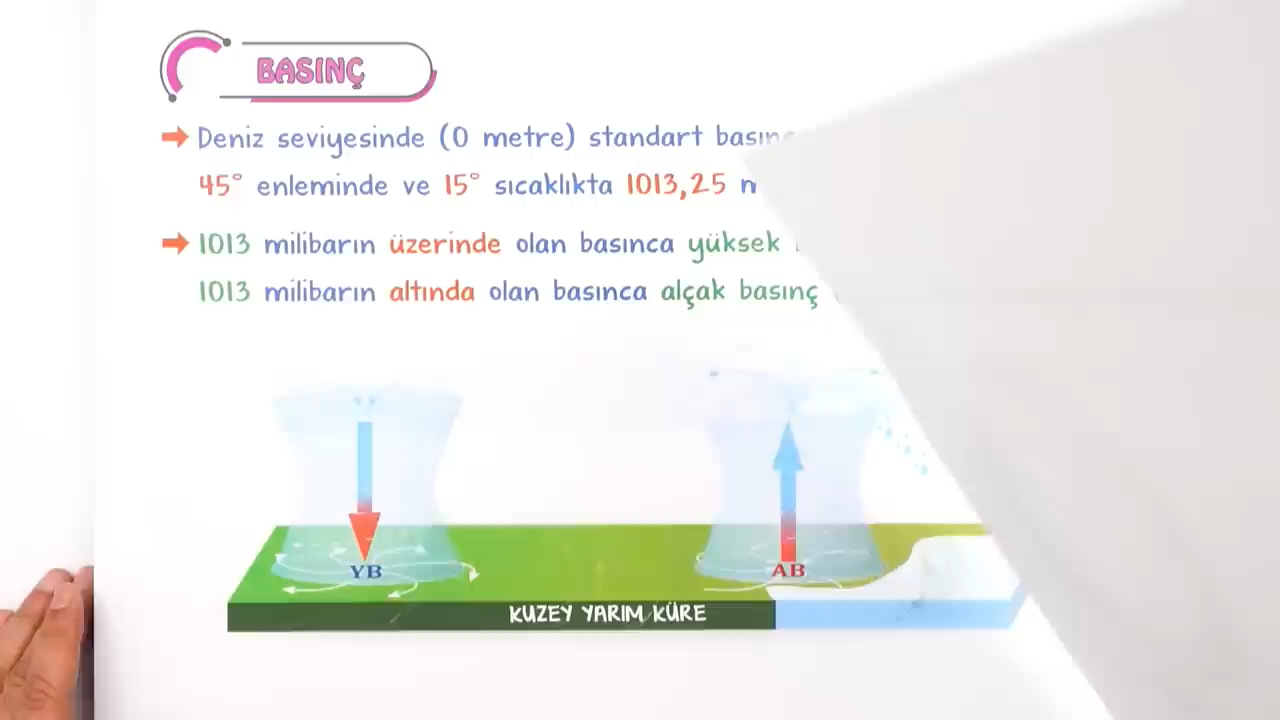 BASINÇ
Deniz seviyesinde (0 metre) standart
45° enleminde ve 15° sıcaklıkta 1013,25
1013 milibarın üzerinde olan basınca yüksek
1013 milibarın altında olan basınca alçak basınç
YB
AB
KUZEY YARIM KÜRE